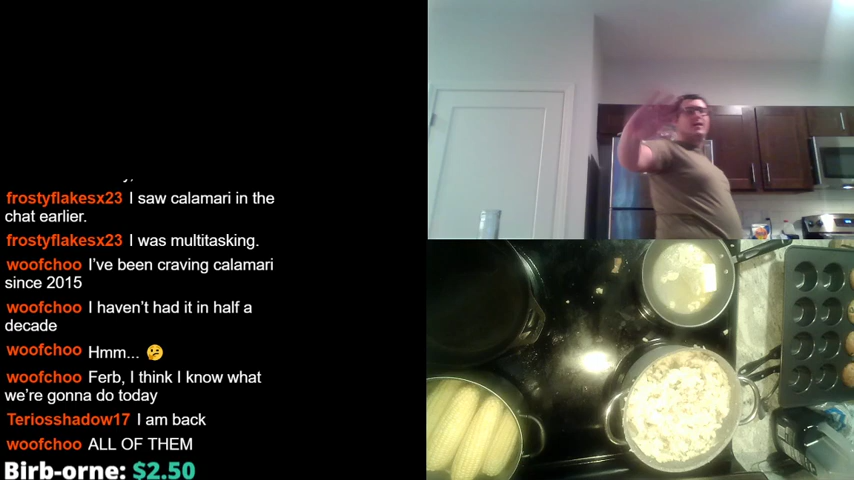 frostyflakesx23 I saw calamari in the
chat earlier.
frostyflakesx23 I was multitasking.
woofchoo I've been craving calamari
since 2015
woofchoo I haven't had it in half a
decade
woofchoo Hmm... 🤔
woofchoo Ferb, I think I know what
we're gonna do today
Teriosshadow17 I am back
woofchoo ALL OF THEM
Birb-orne: $2.50